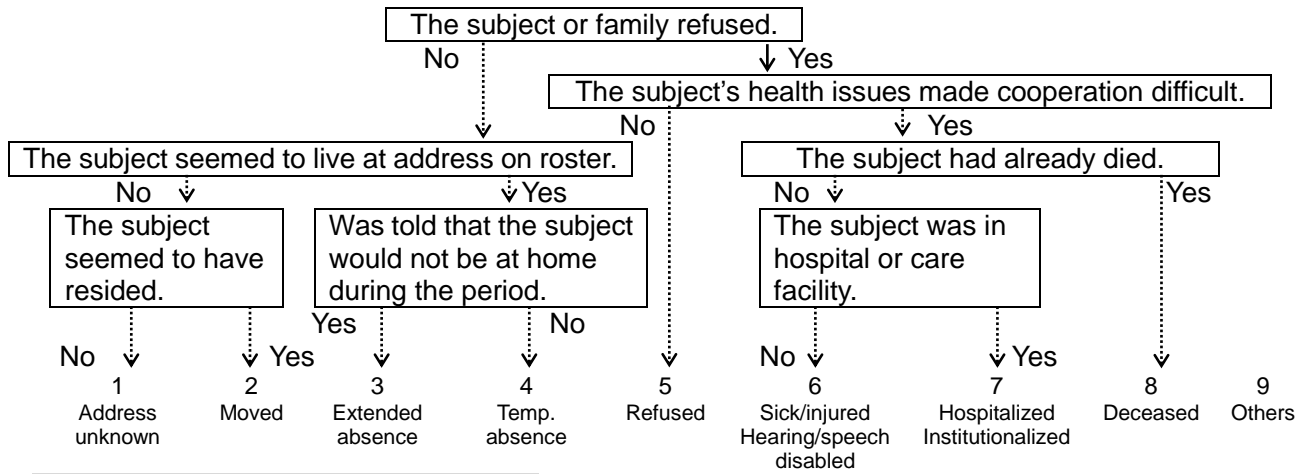 The subject or family refused.
No
Yes
The subject's health issues made cooperation difficult.
No
Yes
The subject seemed to live at address on roster.
The subject had already died.
No
Yes
No
Yes
The subject
seemed to have
resided.
Was told that the subject
would not be at home
during the period.
The subject was in
hospital or care
facility.
Yes
No
No
Yes
No
Yes
1
2
3
4
5
6
7
8
9
Address
unknown
Moved
Extended
absence
Temp.
absence
Refused
Sick/injured
Hearing/speech
disabled
Hospitalized
Institutionalized
Deceased
Others